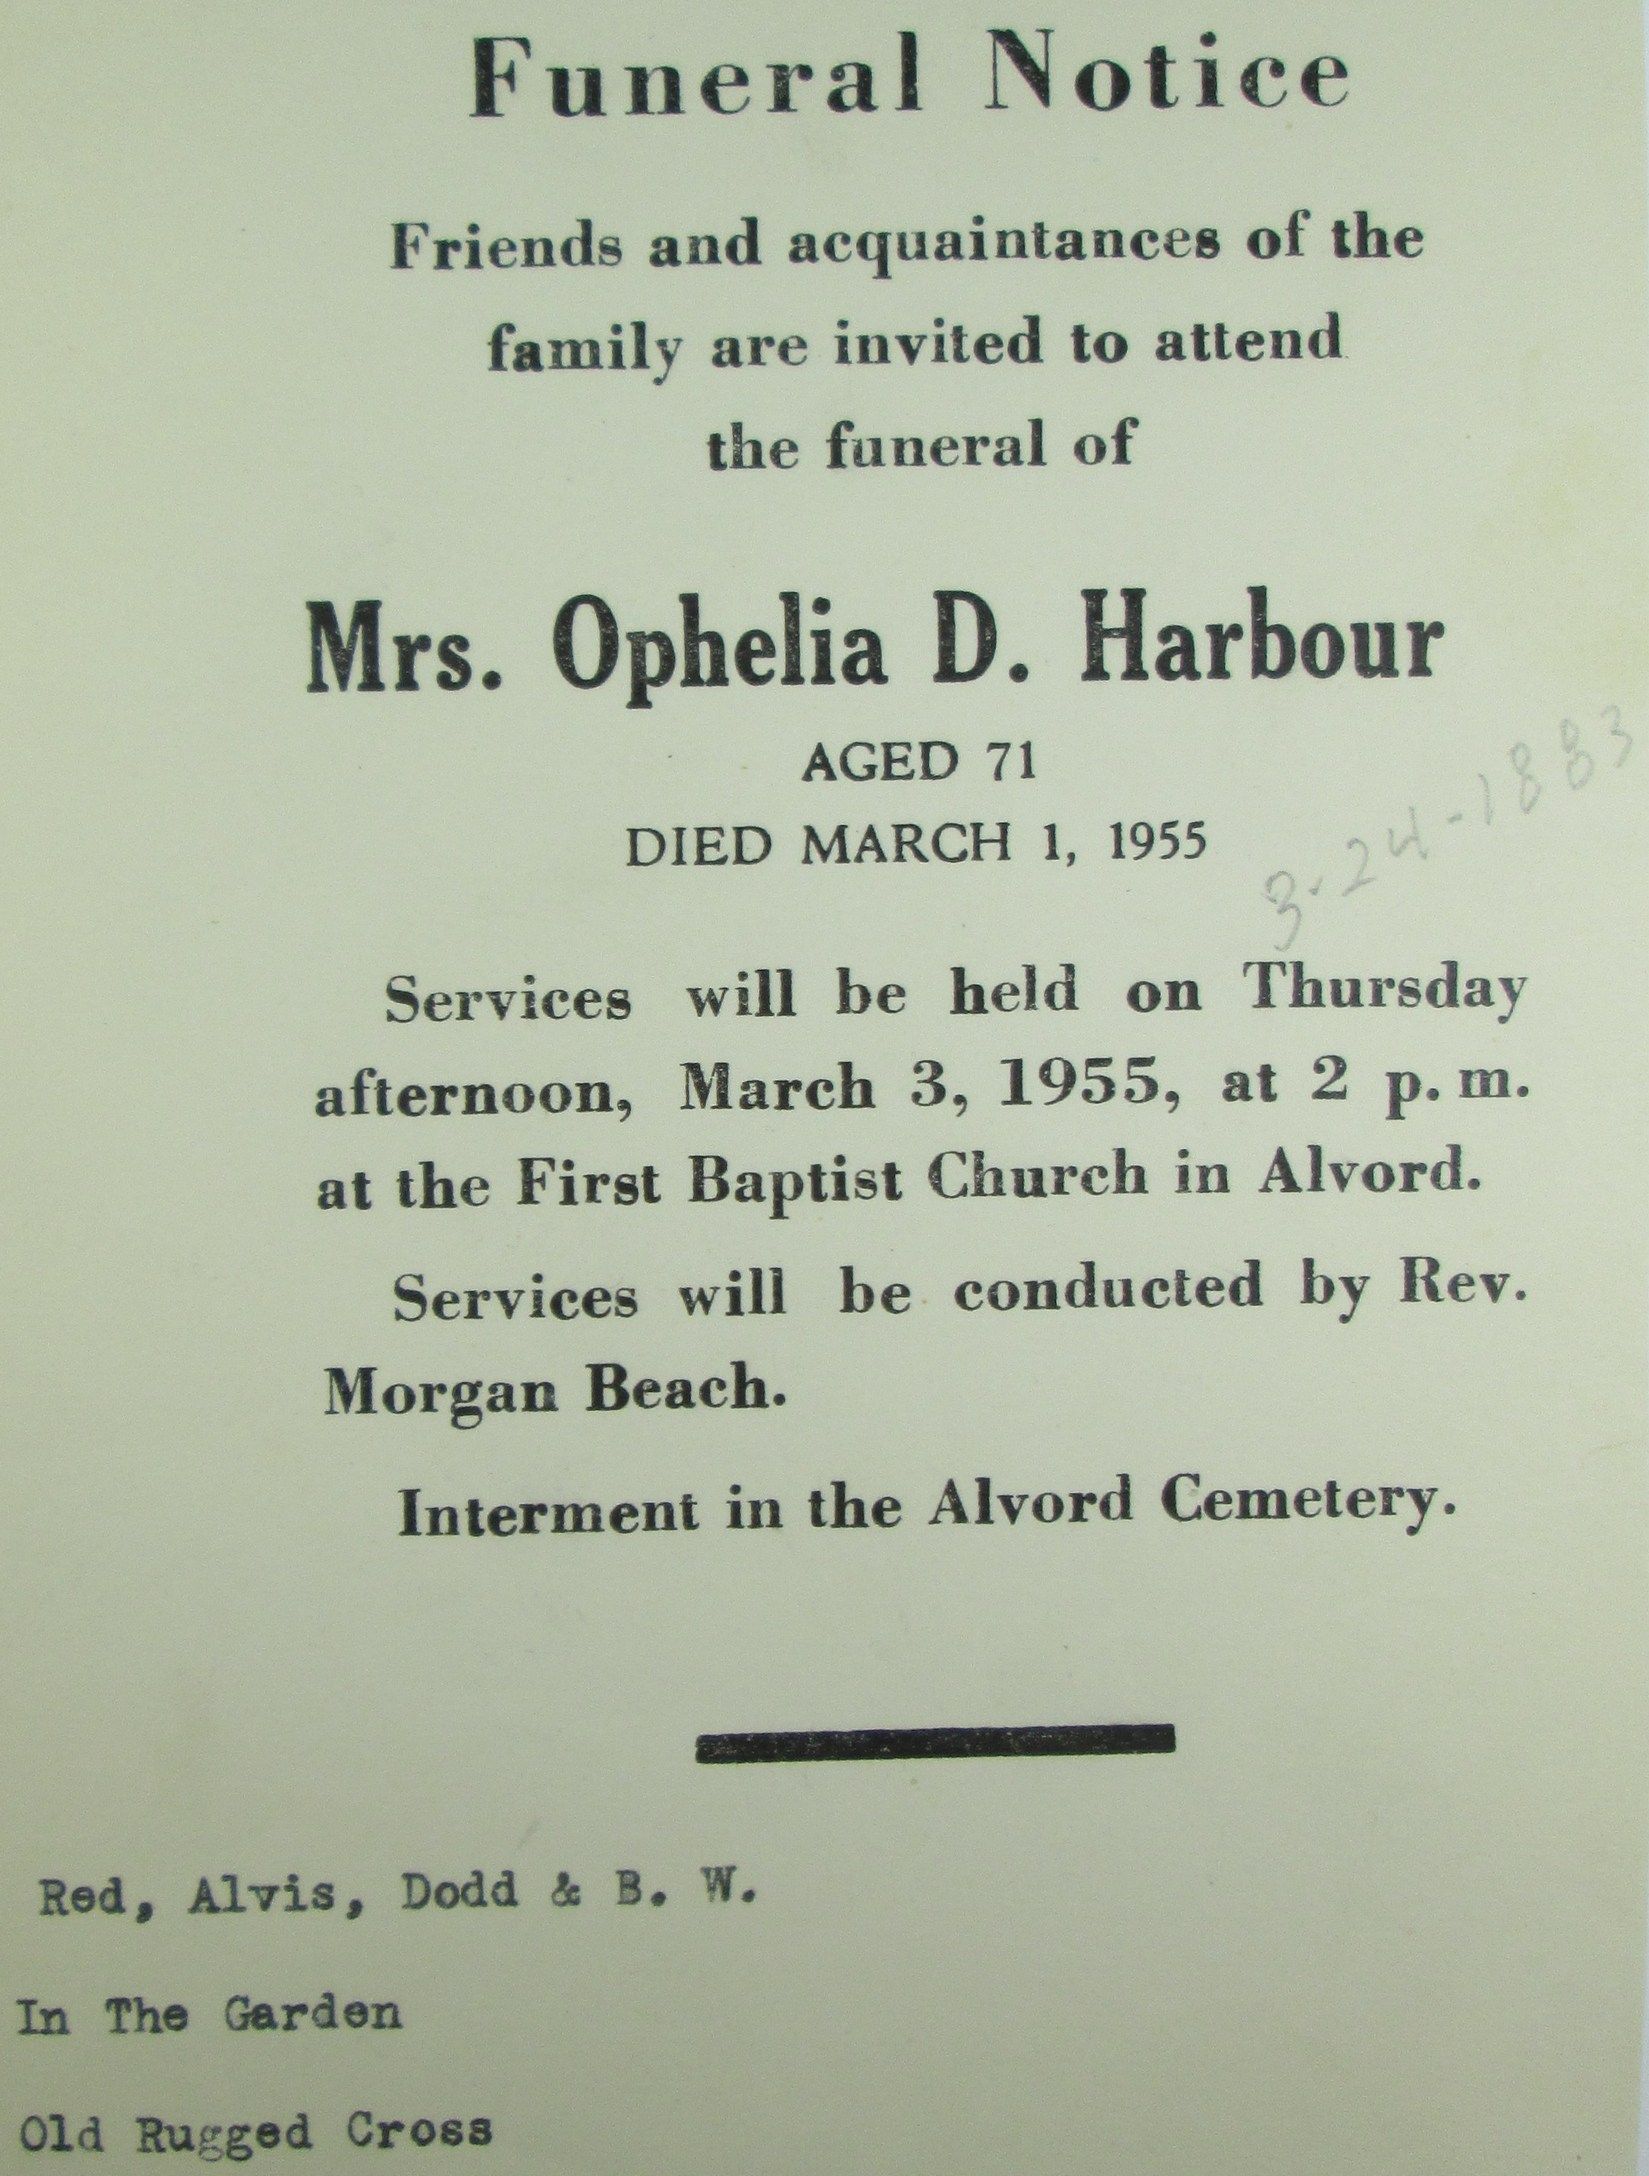 Funeral Notice
Friends and acquaintances of the
family are invited to attend
the funeral of
Mrs. Ophelia D. Harbour
AGED 71
DIED MARCH 1, 1955
3-24-1883
Services will be held on Thursday
afternoon, March 3, 1955, at 2 p. m.
at the First Baptist Church in Alvord.
Services will be conducted by Rev.
Morgan Beach.
Interment in the Alvord Cemetery.
Red, Alvis, Dodd & B. W.
In The Garden
Old Rugged Cross